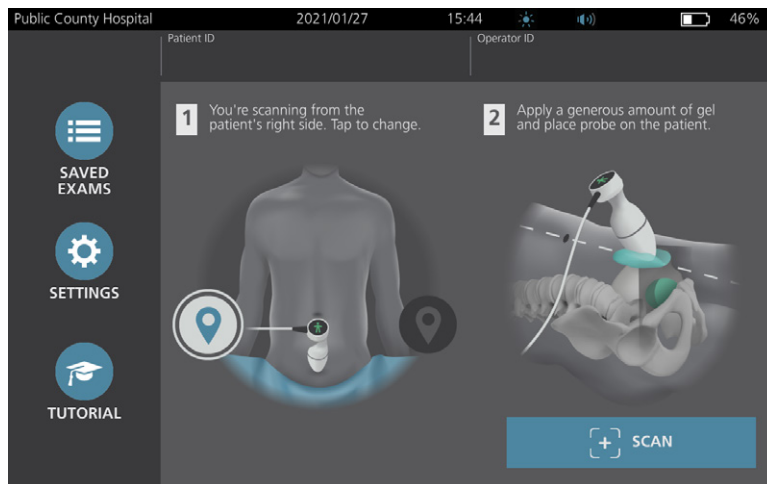 Public County Hospital 2021/01/27 15:44 46%
Patient ID
Operator ID
SAVED
EXAMS
SETTINGS
TUTORIAL
1
You're scanning from the
patient's right side. Tap to change.
2
Apply a generous amount of gel
and place probe on the patient.
SCAN